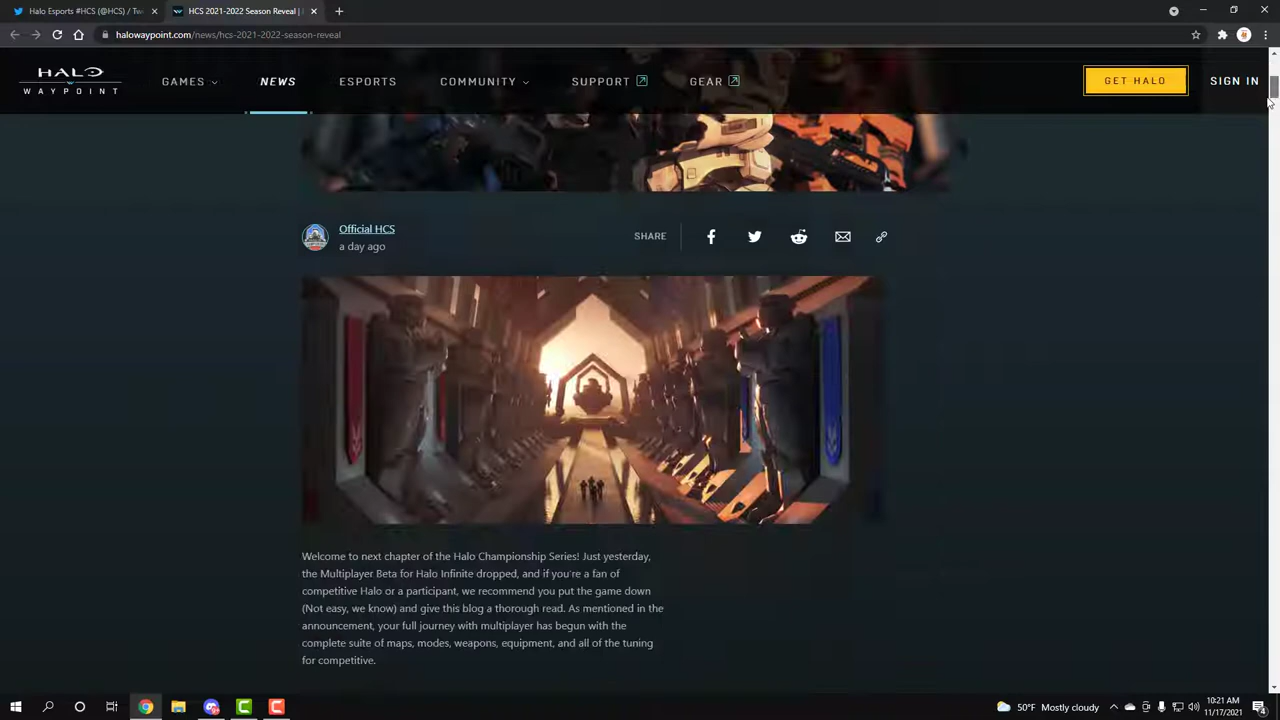 Halo Esports #HCS (@HCS) / Tw
HCS 2021-2022 Season Reveal |
halowaypoint.com/news/hcs-2021-2022-season-reveal
HALO
WAYPOINT
GAMES
NEWS
ESPORTS
COMMUNITY
SUPPORT
GEAR
GET HALO
SIGN IN
Official HCS
a day ago
SHARE
Welcome to next chapter of the Halo Championship Series! Just yesterday,
the Multiplayer Beta for Halo Infinite dropped, and if you're a fan of
competitive Halo or a participant, we recommend you put the game down
(Not easy, we know) and give this blog a thorough read. As mentioned in the
announcement, your full journey with multiplayer has begun with the
complete suite of maps, modes, weapons, equipment, and all of the tuning
for competitive.
50°F Mostly cloudy
10:21 AM
11/17/2021